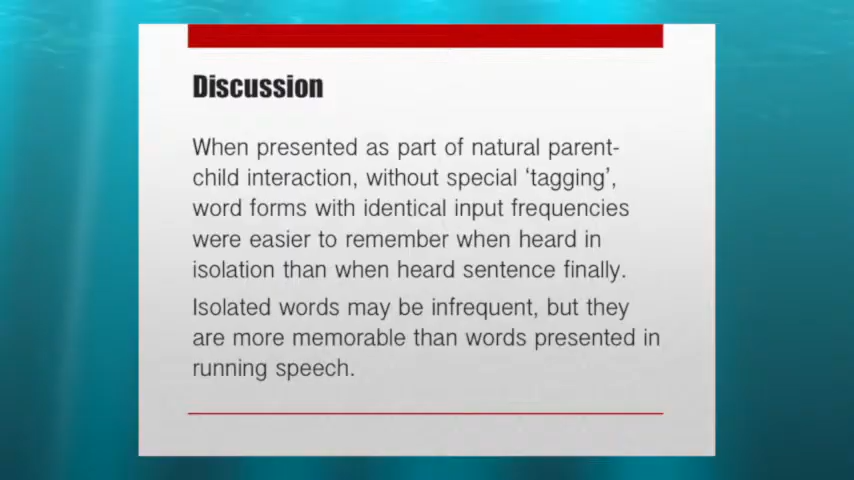 Discussion
When presented as part of natural parent-
child interaction, without special ‘tagging’,
word forms with identical input frequencies
were easier to remember when heard in
isolation than when heard sentence finally.
Isolated words may be infrequent, but they
are more memorable than words presented in
running speech.